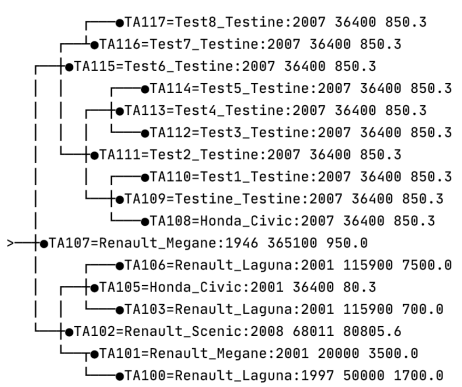 ●TA117=Test8_Testine:2007 36400 850.3
●TA116=Test7_Testine:2007 36400 850.3
●TA115=Test6_Testine:2007 36400 850.3
●TA114=Test5_Testine:2007 36400 850.3
●TA113=Test4_Testine:2007 36400 850.3
●TA112=Test3_Testine:2007 36400 850.3
●TA111=Test2_Testine:2007 36400 850.3
●TA110=Test1_Testine:2007 36400 850.3
●TA109=Testine_Testine:2007 36400 850.3
●TA108=Honda_Civic:2007 36400 850.3
>──●TA107=Renault_Megane:1946 365100 950.0
●TA106=Renault_Laguna:2001 115900 7500.0
●TA105=Honda_Civic:2001 36400 80.3
●TA103=Renault_Laguna:2001 115900 700.0
●TA102=Renault_Scenic:2008 68011 80805.6
●TA101=Renault_Megane:2001 20000 3500.0
●TA100=Renault_Laguna:1997 50000 1700.0